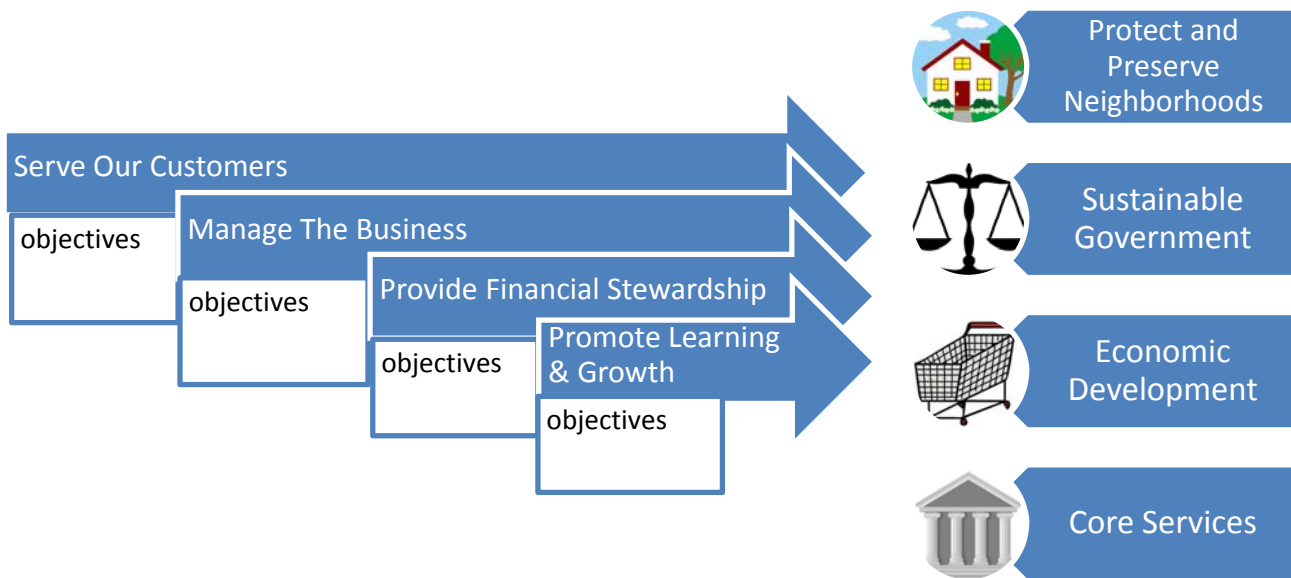 Serve Our Customers
objectives
Manage The Business
objectives
Provide Financial Stewardship
objectives
Promote Learning
& Growth
objectives
Protect and
Preserve
Neighborhoods
Sustainable
Government
Economic
Development
Core Services